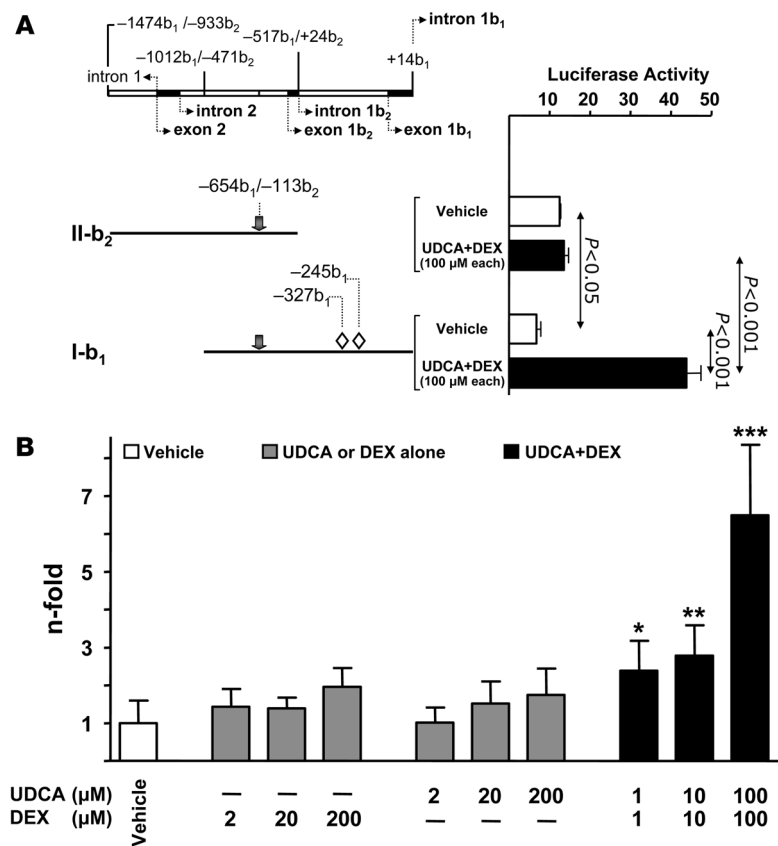 A
–1474b1 /–933b2
–1012b1/–471b2
–517b1/+24b2
intron 1b1
+14b1
intron 1
intron 2
exon 2
intron 1b2
exon 1b2
exon 1b1
Luciferase Activity
10 20 30 40 50
–654b1/–113b2
II-b2
Vehicle
UDCA+DEX
(100 µM each)
P<0.05
P<0.001
–245b1
–327b1
I-b1
Vehicle
UDCA+DEX
(100 µM each)
P<0.001
B
Vehicle UDCA or DEX alone UDCA+DEX
n-fold
7
5
3
1
*
**
***
UDCA (µM) — — — 2 20 200 1 10 100
DEX (µM) 2 20 200 — — — 1 10 100
Vehicle